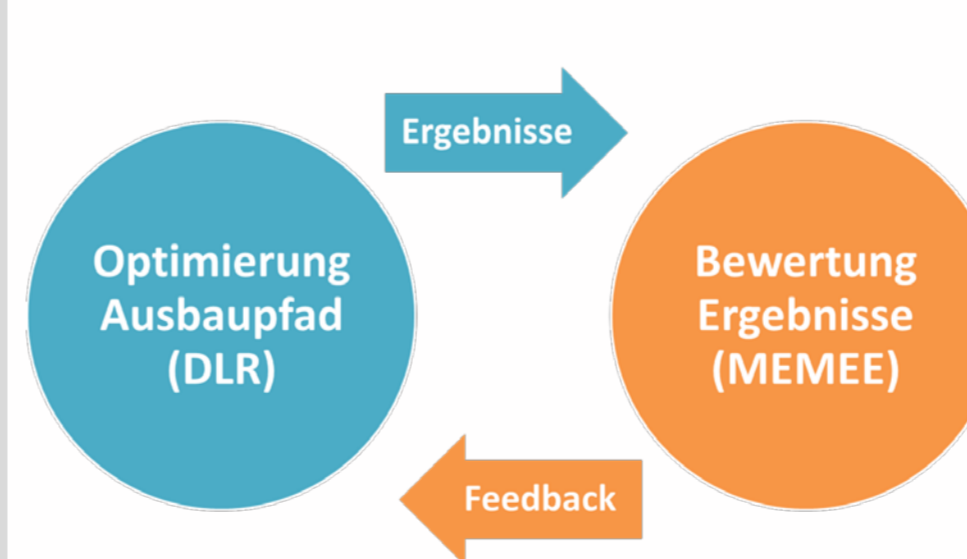 Ergebnisse
Optimierung
Ausbaupfad
(DLR)
Bewertung
Ergebnisse
(MEMEE)
Feedback